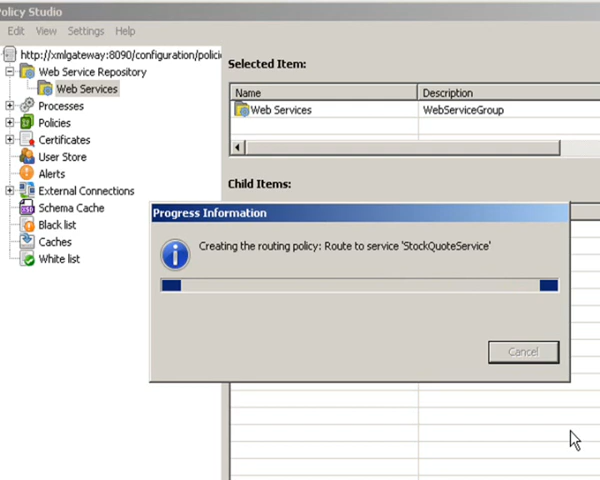 Policy Studio
Edit View Settings Help
http://xmlgateway:8090/configuration/polici
Web Service Repository
Web Services
Processes
Policies
Certificates
User Store
Alerts
External Connections
Schema Cache
Black list
Caches
White list
Selected Item:
Name Description
Web Services WebServiceGroup
Child Items:
Progress Information
Creating the routing policy: Route to service 'StockQuoteService'
Cancel